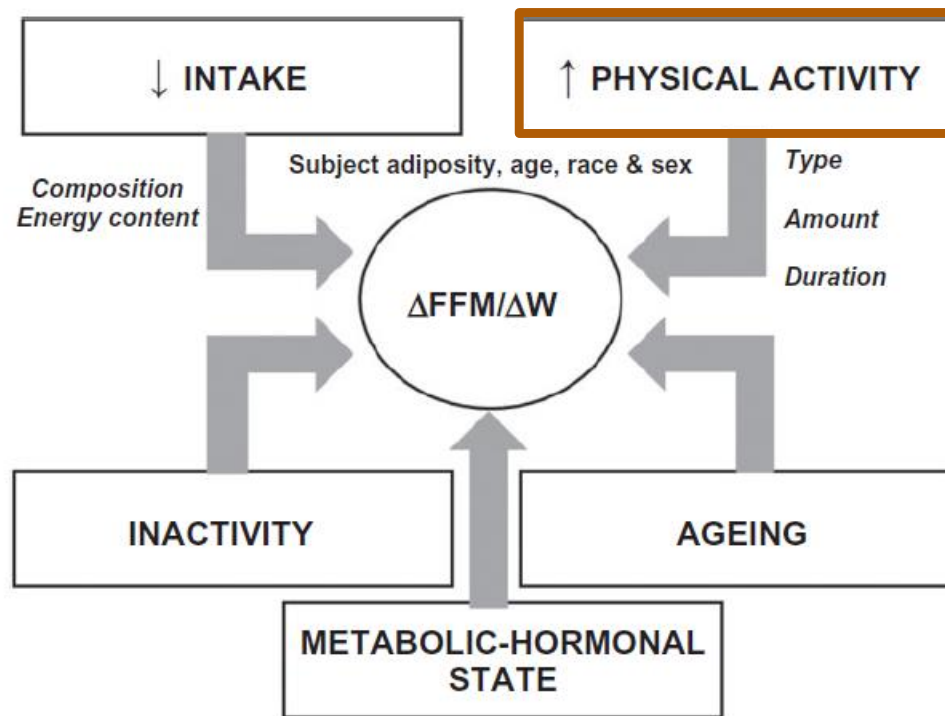 ↓ INTAKE
↑ PHYSICAL ACTIVITY
Subject adiposity, age, race & sex
Composition
Energy content
Type
Amount
Duration
ΔFFM/ΔW
INACTIVITY
AGEING
METABOLIC-HORMONAL
STATE